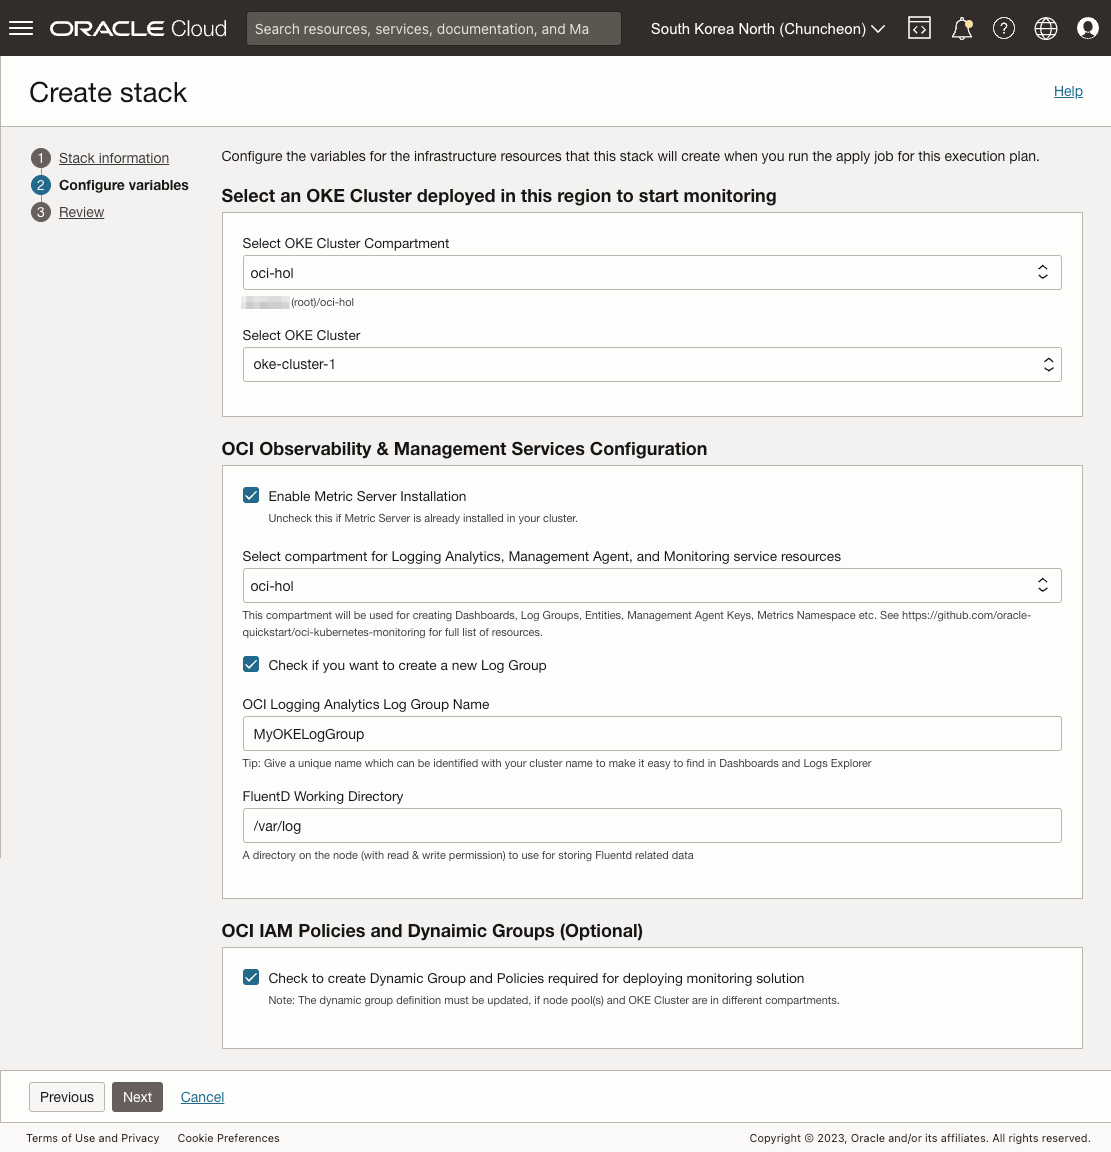 ORACLE Cloud
Search resources, services, documentation, and Ma
South Korea North (Chuncheon)
Create stack
Help
1 Stack information
2 Configure variables
3 Review
Configure the variables for the infrastructure resources that this stack will create when you run the apply job for this execution plan.
Select an OKE Cluster deployed in this region to start monitoring
Select OKE Cluster Compartment
oci-hol
(root)/oci-hol
Select OKE Cluster
oke-cluster-1
OCI Observability & Management Services Configuration
Enable Metric Server Installation
Uncheck this if Metric Server is already installed in your cluster.
Select compartment for Logging Analytics, Management Agent, and Monitoring service resources
oci-hol
This compartment will be used for creating Dashboards, Log Groups, Entities, Management Agent Keys, Metrics Namespace etc. See https://github.com/oracle-
quickstart/oci-kubernetes-monitoring for full list of resources.
Check if you want to create a new Log Group
OCI Logging Analytics Log Group Name
MyOKELogGroup
Tip: Give a unique name which can be identified with your cluster name to make it easy to find in Dashboards and Logs Explorer
FluentD Working Directory
/var/log
A directory on the node (with read & write permission) to use for storing Fluentd related data
OCI IAM Policies and Dynaimic Groups (Optional)
Check to create Dynamic Group and Policies required for deploying monitoring solution
Note: The dynamic group definition must be updated, if node pool(s) and OKE Cluster are in different compartments.
Previous Next Cancel
Terms of Use and Privacy Cookie Preferences
Copyright © 2023, Oracle and/or its affiliates. All rights reserved.